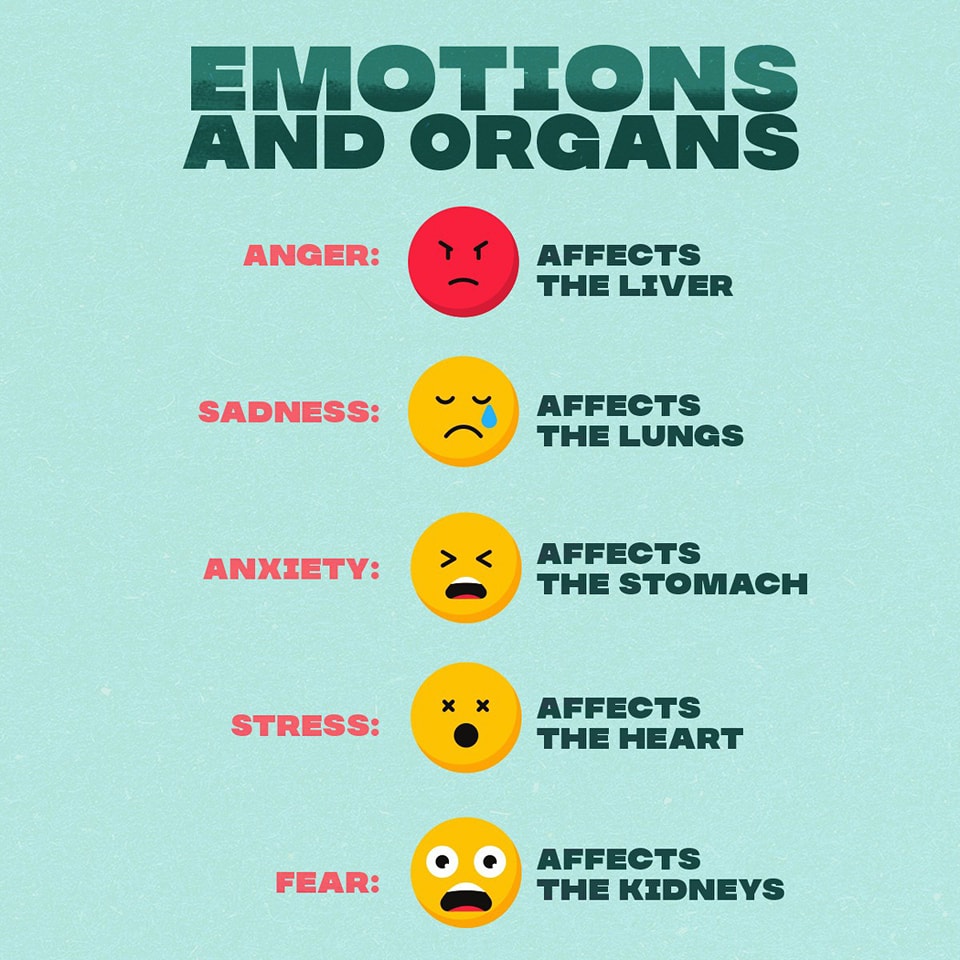 EMOTIONS
AND ORGANS
ANGER:
AFFECTS
THE LIVER
SADNESS:
AFFECTS
THE LUNGS
ANXIETY:
AFFECTS
THE STOMACH
STRESS:
AFFECTS
THE HEART
FEAR:
AFFECTS
THE KIDNEYS